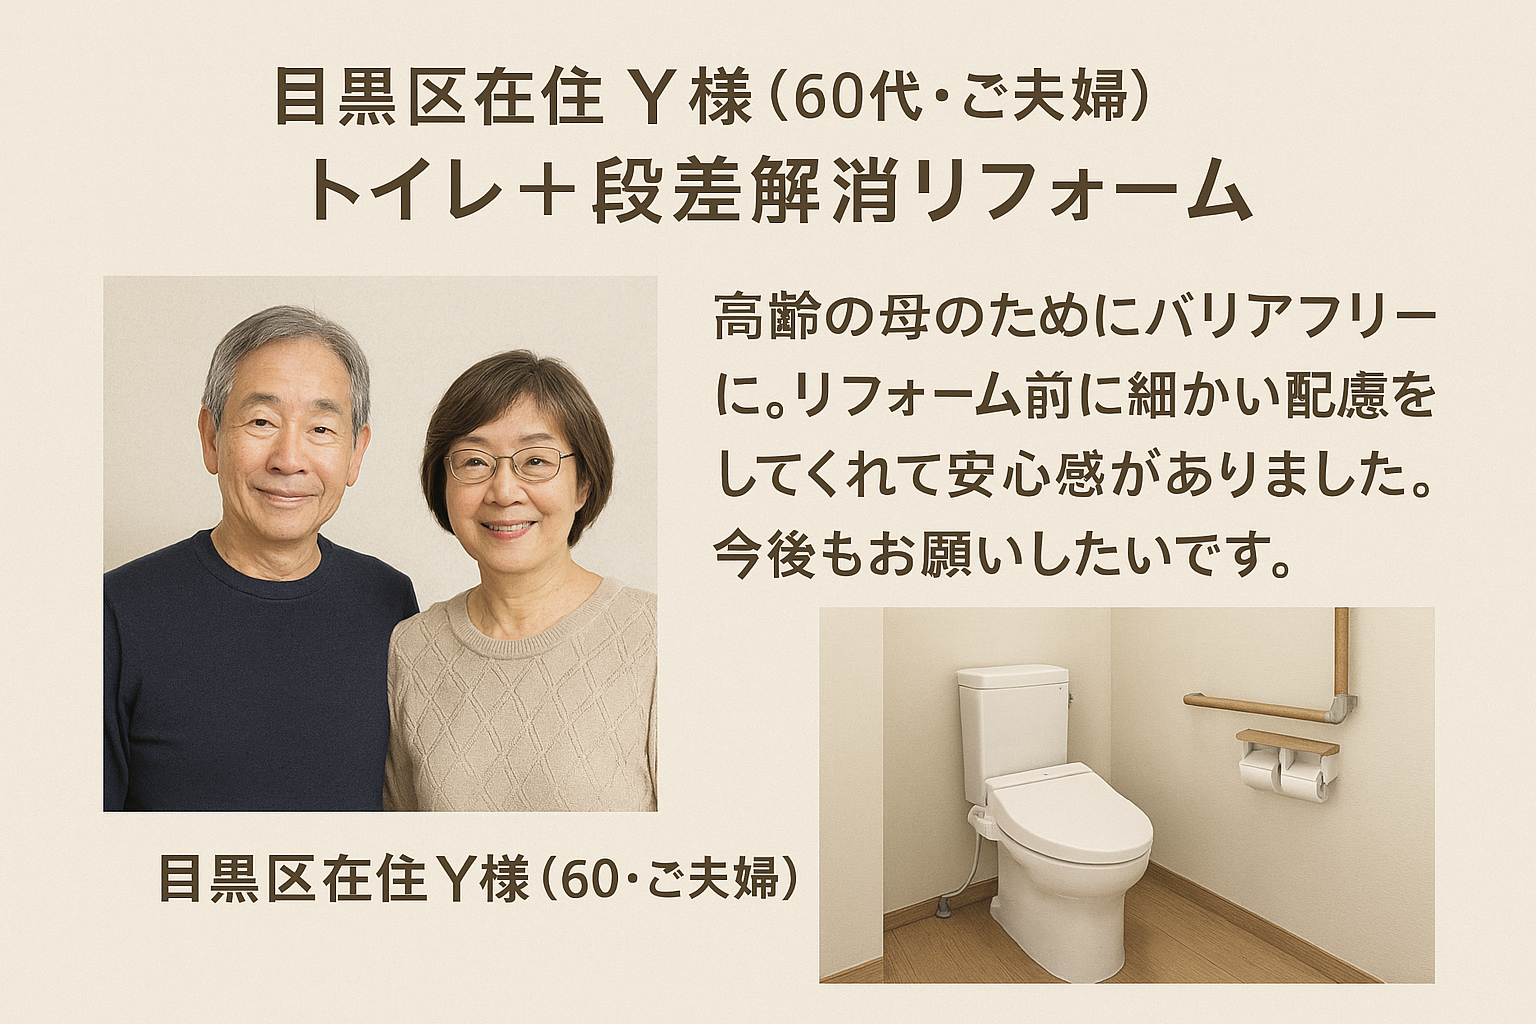 目黒区在住 Y様（60代・ご夫婦）
トイレ＋段差解消リフォーム
高齢の母のためにバリアフリー
に。リフォーム前に細かい配慮を
してくれて安心感がありました。
今後もお願いしたいです。
目黒区在住Y様（60・ご夫婦）